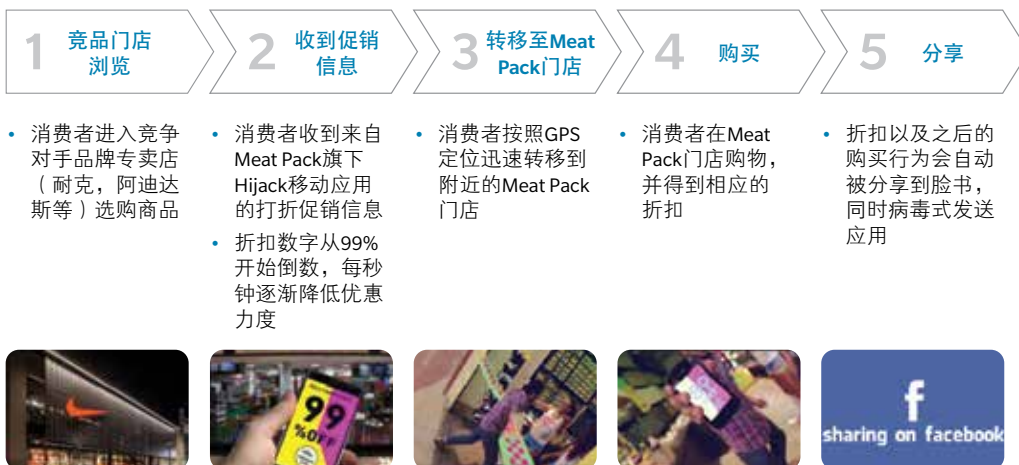 1 竞品门店
浏览
2 收到促销
信息
3 转移至Meat
Pack门店
4 购买
5 分享
• 消费者进入竞争
对手品牌专卖店
（耐克，阿迪达
斯等）选购商品
• 消费者收到来自
Meat Pack旗下
Hijack移动应用
的打折促销信息
• 折扣数字从99%
开始倒数，每秒
钟逐渐降低优惠
力度
• 消费者按照GPS
定位迅速转移到
附近的Meat Pack
门店
• 消费者在Meat
Pack门店购物，
并得到相应的
折扣
• 折扣以及之后的
购买行为会自动
被分享到脸书，
同时病毒式发送
应用
99
%OFF
f
sharing on facebook